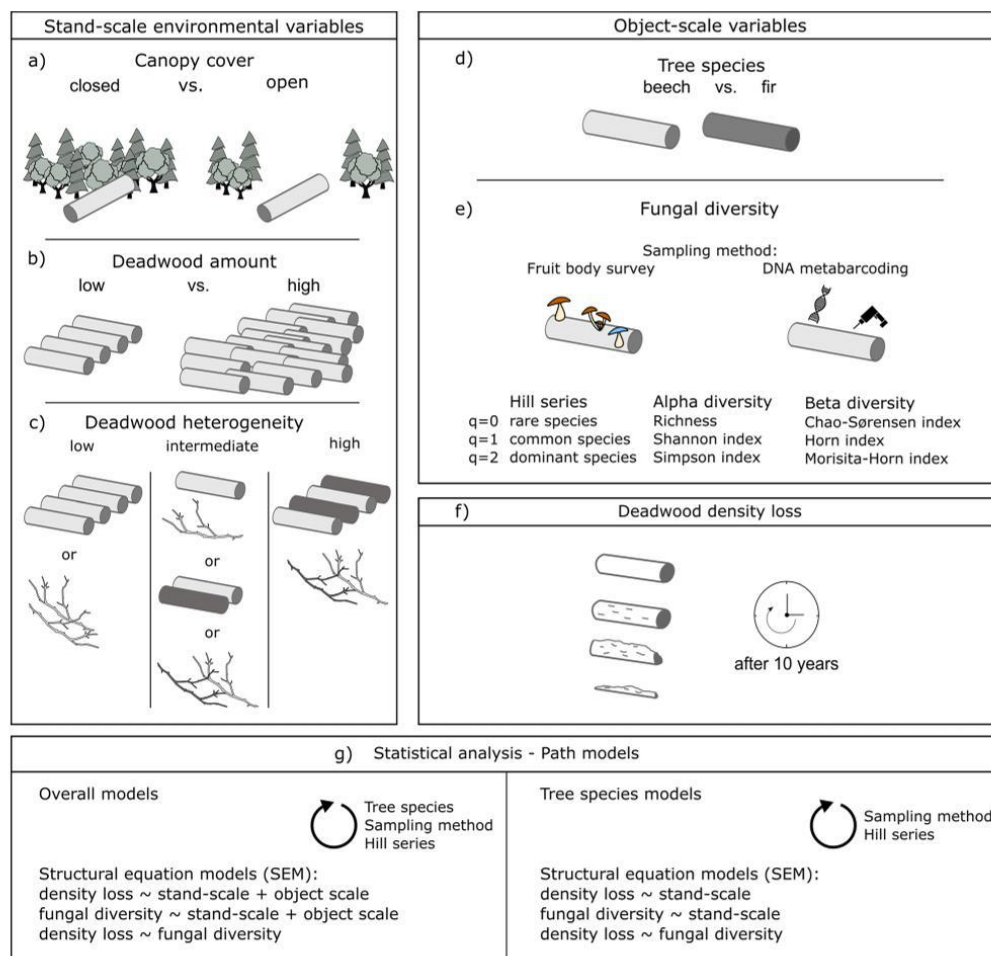 Stand-scale environmental variables
a)
Canopy cover
closed vs. open
b)
Deadwood amount
low vs. high
c)
Deadwood heterogeneity
low intermediate high
or
or
or
Object-scale variables
d)
Tree species
beech vs. fir
e)
Fungal diversity
Sampling method:
Fruit body survey DNA metabarcoding
Hill series Alpha diversity Beta diversity
q=0 rare species Richness Chao-Sørensen index
q=1 common species Shannon index Horn index
q=2 dominant species Simpson index Morisita-Horn index
f) Deadwood density loss
after 10 years
g) Statistical analysis - Path models
Overall models
Tree species
Sampling method
Hill series
Structural equation models (SEM):
density loss ~ stand-scale + object scale
fungal diversity ~ stand-scale + object scale
density loss ~ fungal diversity
Tree species models
Sampling method
Hill series
Structural equation models (SEM):
density loss ~ stand-scale
fungal diversity ~ stand-scale
density loss ~ fungal diversity